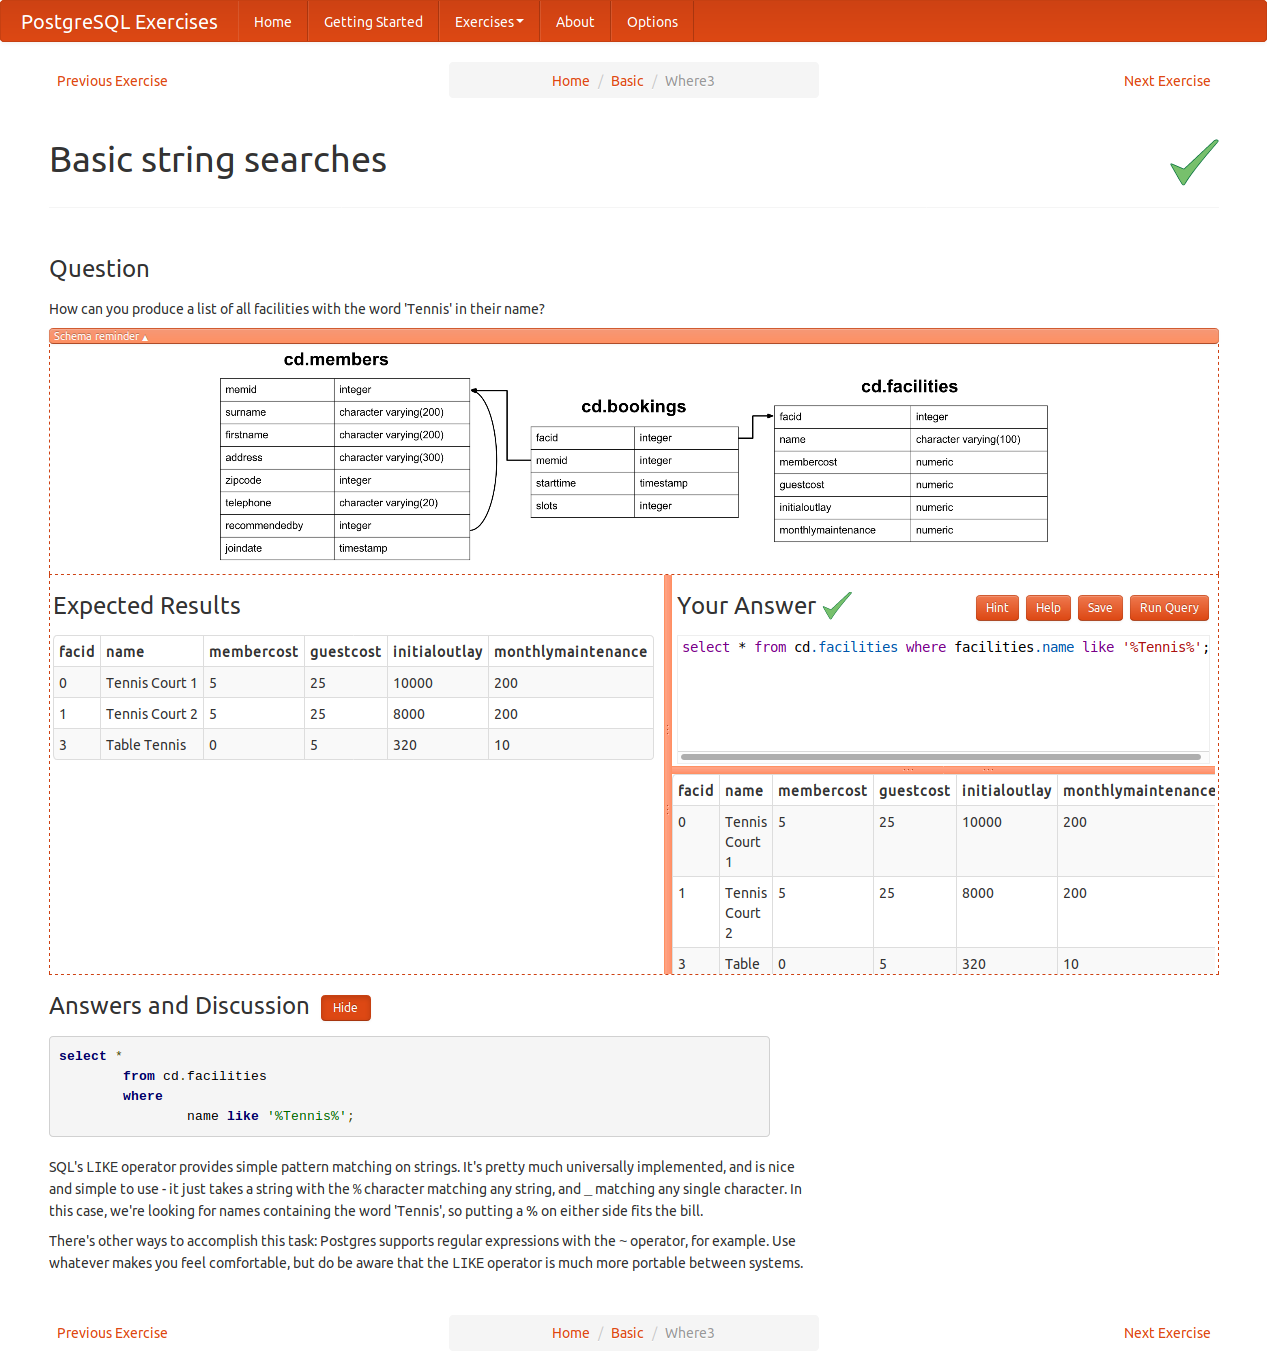 PostgreSQL Exercises Home Getting Started Exercises About Options
Previous Exercise Home / Basic / Where3 Next Exercise
Basic string searches
Question
How can you produce a list of all facilities with the word 'Tennis' in their name?
Schema reminder ▲
cd.members
memid integer
surname character varying(200)
firstname character varying(200)
address character varying(300)
zipcode integer
telephone character varying(20)
recommendedby integer
joindate timestamp
cd.bookings
facid integer
memid integer
starttime timestamp
slots integer
cd.facilities
facid integer
name character varying(100)
membercost numeric
guestcost numeric
initialoutlay numeric
monthlymaintenance numeric
Expected Results
facid name membercost guestcost initialoutlay monthlymaintenance
0 Tennis Court 1 5 25 10000 200
1 Tennis Court 2 5 25 8000 200
3 Table Tennis 0 5 320 10
Your Answer Hint Help Save Run Query
select * from cd.facilities where facilities.name like '%Tennis%';
facid name membercost guestcost initialoutlay monthlymaintenance
0 Tennis 5 25 10000 200
Court
1
1 Tennis 5 25 8000 200
Court
2
3 Table 0 5 320 10
Answers and Discussion Hide
select *
from cd.facilities
where
name like '%Tennis%';
SQL's LIKE operator provides simple pattern matching on strings. It's pretty much universally implemented, and is nice
and simple to use - it just takes a string with the % character matching any string, and _ matching any single character. In
this case, we're looking for names containing the word 'Tennis', so putting a % on either side fits the bill.
There's other ways to accomplish this task: Postgres supports regular expressions with the ~ operator, for example. Use
whatever makes you feel comfortable, but do be aware that the LIKE operator is much more portable between systems.
Previous Exercise Home / Basic / Where3 Next Exercise